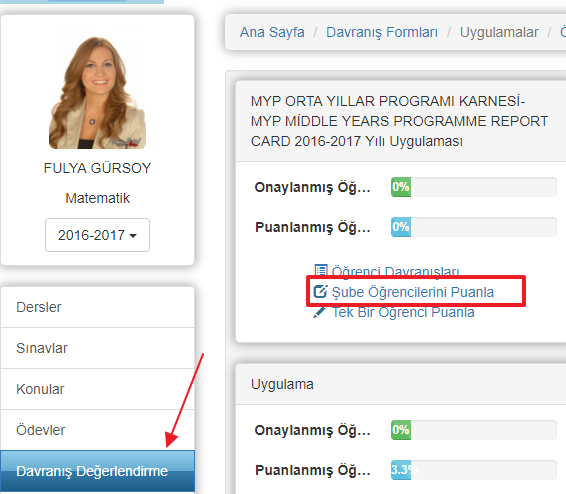 FULYA GÜRSOY
Matematik
2016-2017
Dersler
Sınavlar
Konular
Ödevler
Davranış Değerlendirme
Ana Sayfa / Davranış Formları / Uygulamalar /
MYP ORTA YILLAR PROGRAMI KARNESİ-
MYP MİDDLE YEARS PROGRAMME REPORT
CARD 2016-2017 Yılı Uygulaması
Onaylanmış Öğ... 0%
Puanlanmış Öğ... 0%
Öğrenci Davranışları
Şube Öğrencilerini Puanla
Tek Bir Öğrenci Puanla
Uygulama
Onaylanmış Öğ... 0%
Puanlanmış Öğ... 3.3%